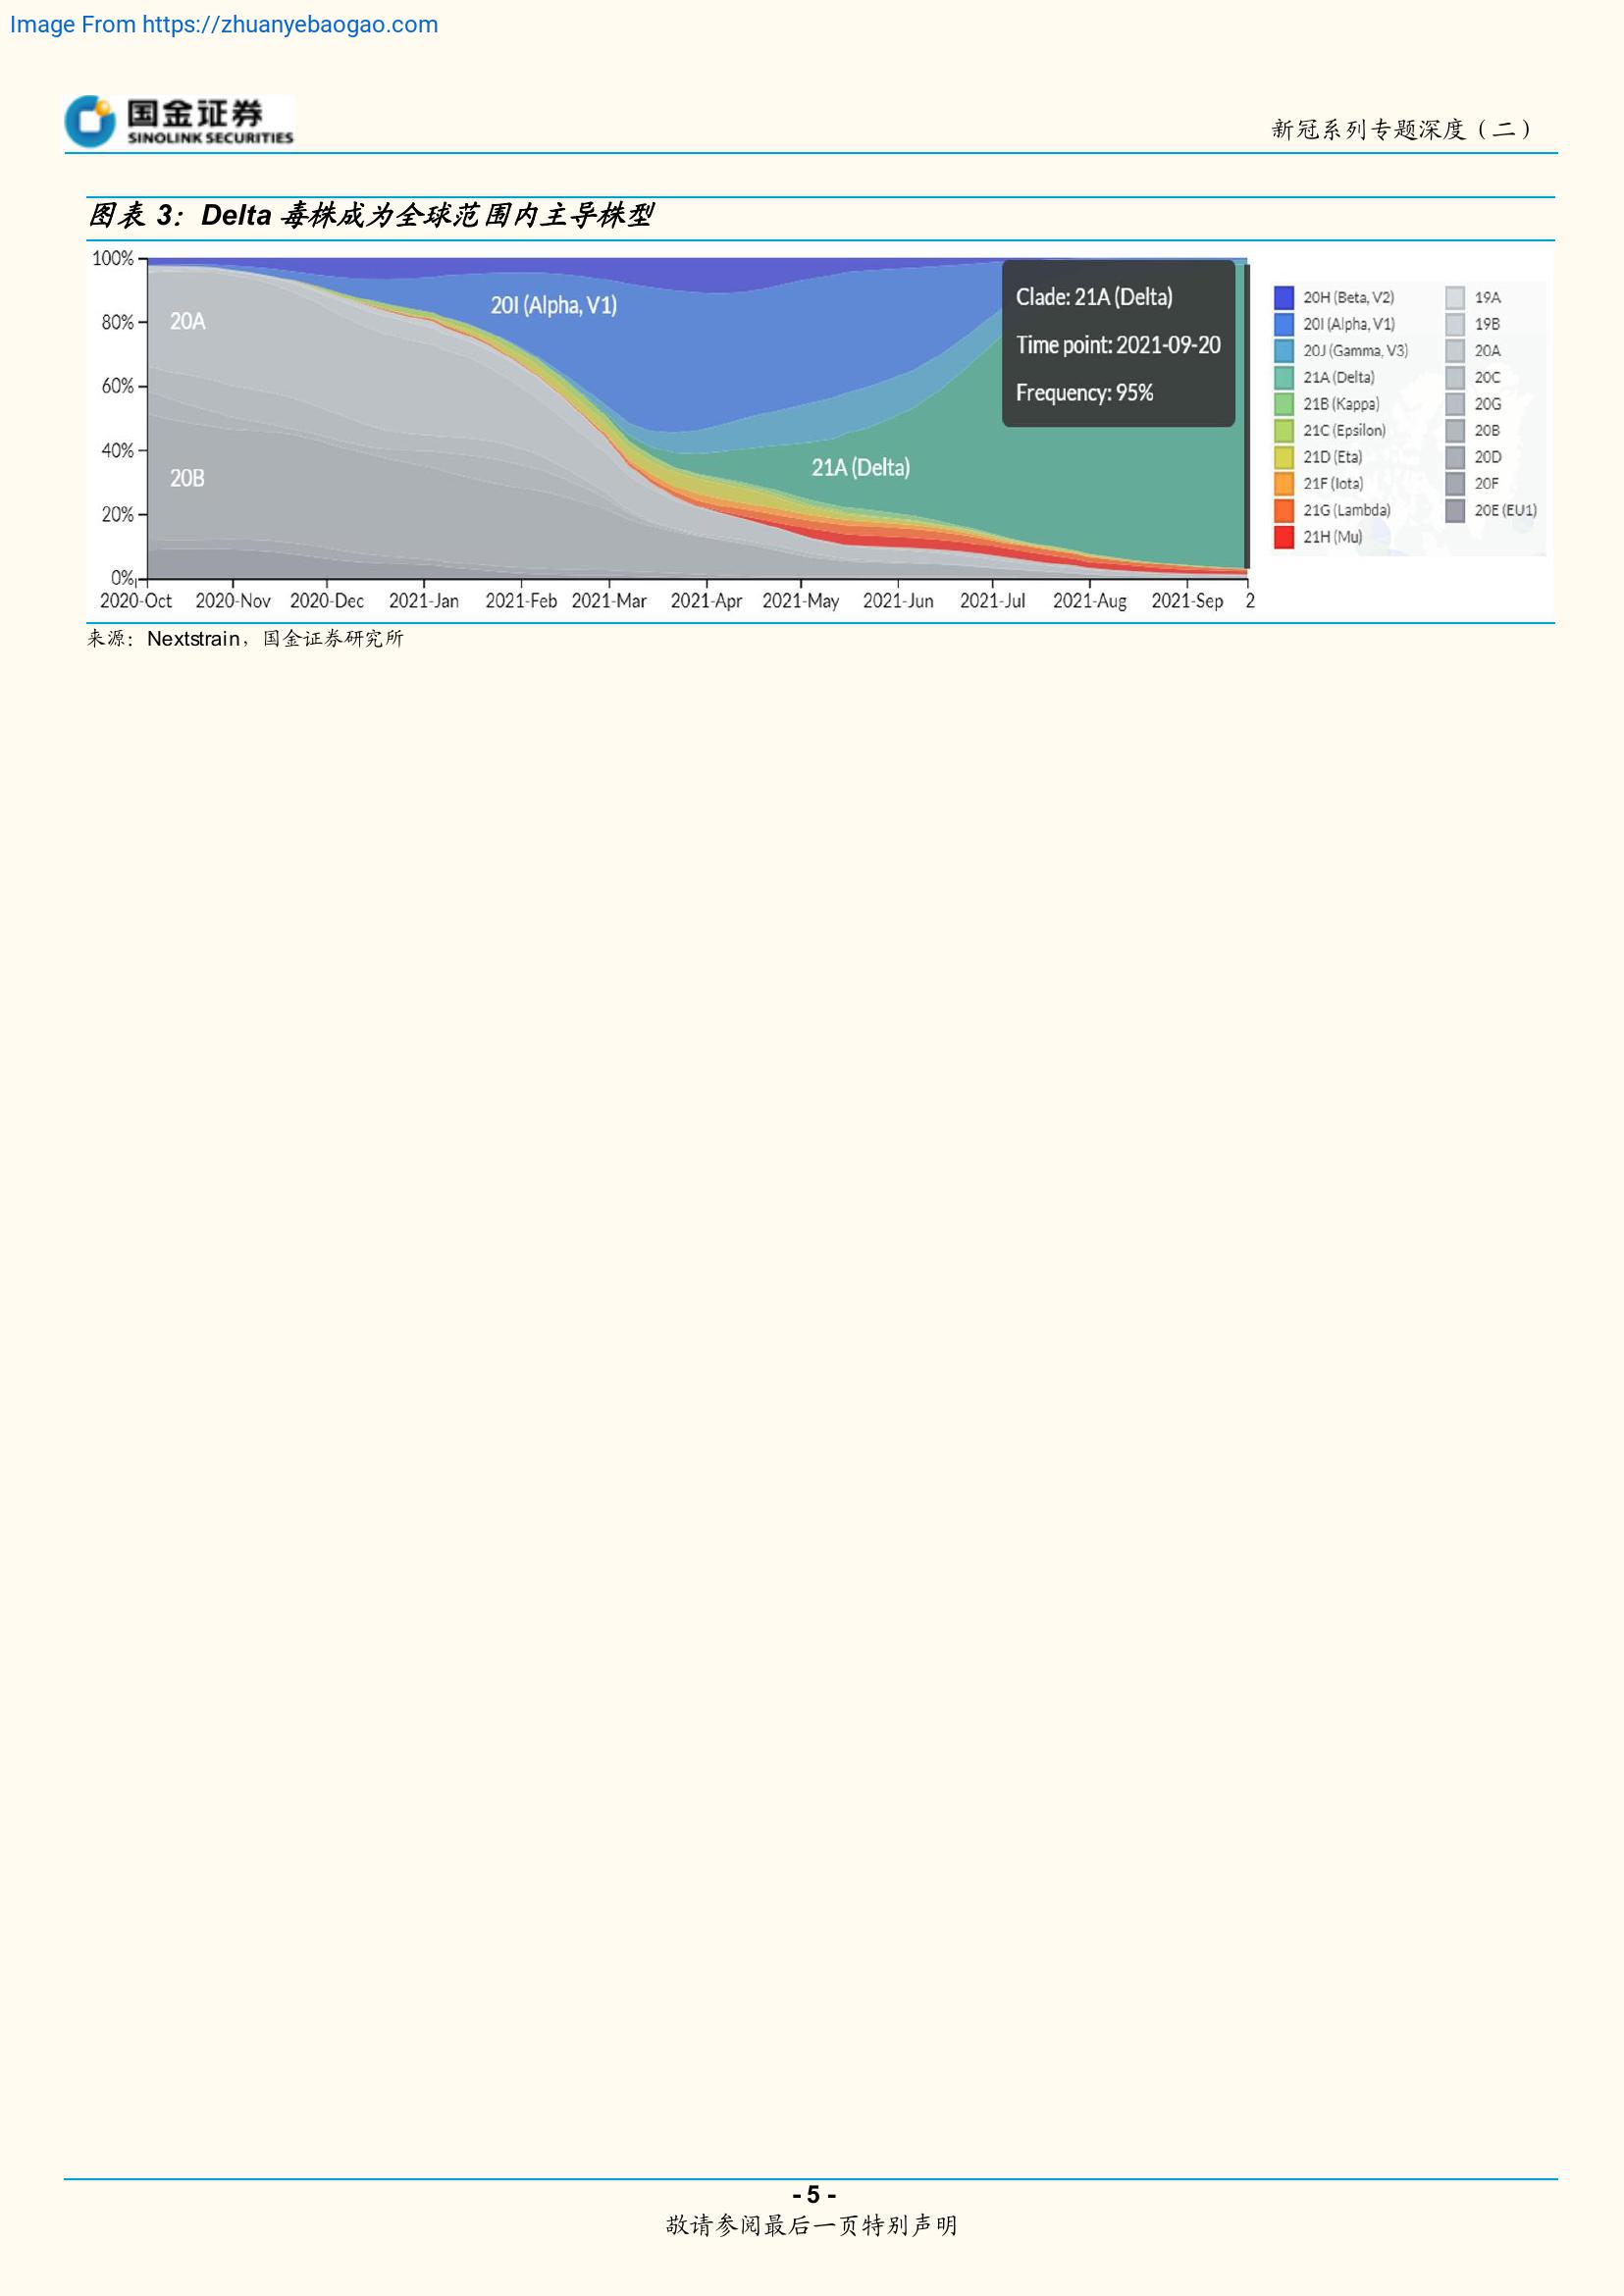 Image From https://zhuanyebaogao.com
国金证券
SINOLINK SECURITIES
新冠系列专题深度（二）
图表 3：Delta 毒株成为全球范围内主导株型
100%
80%
60%
40%
20%
0%
20A
20B
20I (Alpha, V1)
21A (Delta)
Clade: 21A (Delta)
Time point: 2021-09-20
Frequency: 95%
2020-Oct 2020-Nov 2020-Dec 2021-Jan 2021-Feb 2021-Mar 2021-Apr 2021-May 2021-Jun 2021-Jul 2021-Aug 2021-Sep 2
20H (Beta, V2)
20I (Alpha, V1)
20J (Gamma, V3)
21A (Delta)
21B (Kappa)
21C (Epsilon)
21D (Eta)
21F (Iota)
21G (Lambda)
21H (Mu)
19A
19B
20A
20C
20G
20B
20D
20F
20E (EU1)
来源：Nextstrain，国金证券研究所
- 5 -
敬请参阅最后一页特别声明